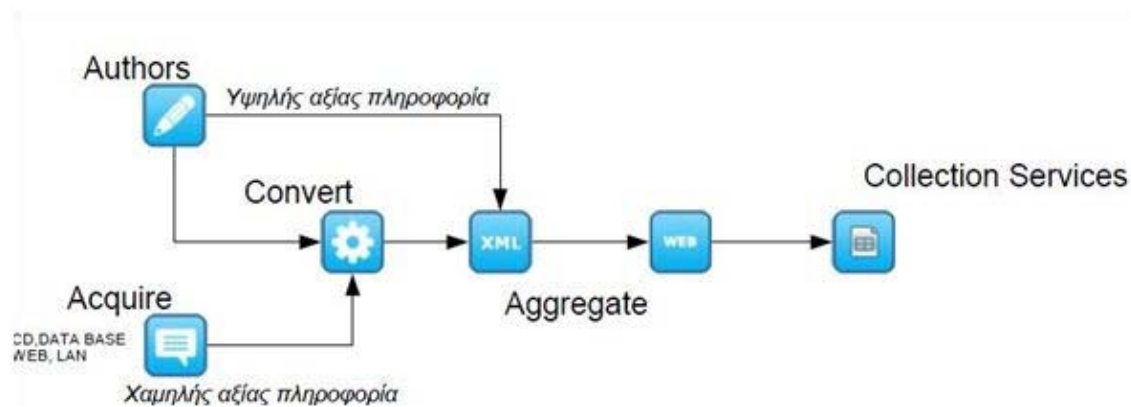 Authors
Υψηλής αξίας πληροφορία
Collection Services
Convert
XML
WEB
Acquire
Aggregate
CD,DATA BASE
WEB, LAN
Χαμηλής αξίας πληροφορία